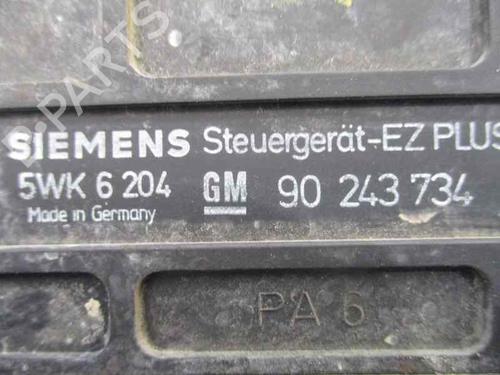 SIEMENS Steuergerät-EZ PLUS
5WK 6 204 GM 90 243 734
Made in Germany
PA 6